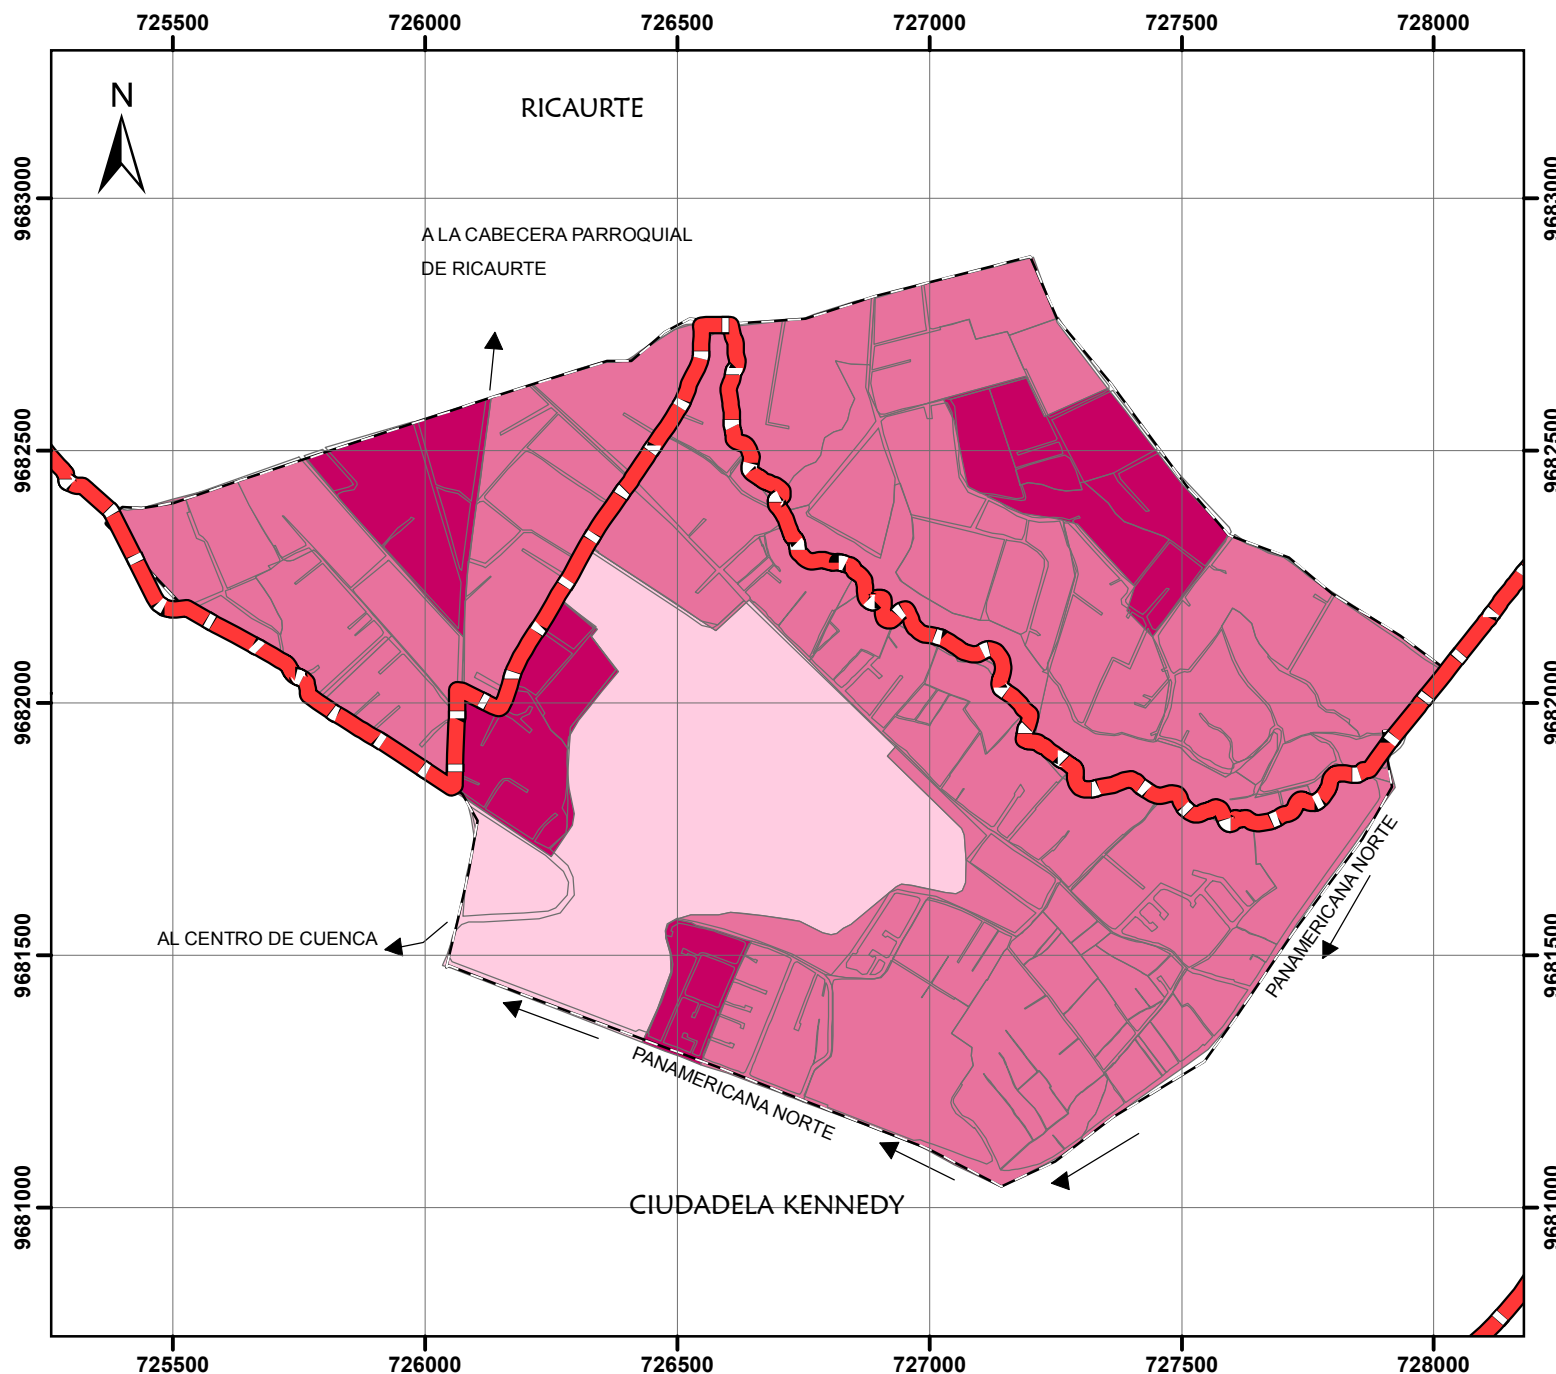 725500 726000 726500 727000 727500 728000
N
RICAURTE
9683000 9683000
A LA CABECERA PARROQUIAL
DE RICAURTE
9682500 9682500
9682000 9682000
PANAMERICANA NORTE
AL CENTRO DE CUENCA
9681500 9681500
PANAMERICANA NORTE
CIUDADELA KENNEDY
9681000 9681000
725500 726000 726500 727000 727500 728000